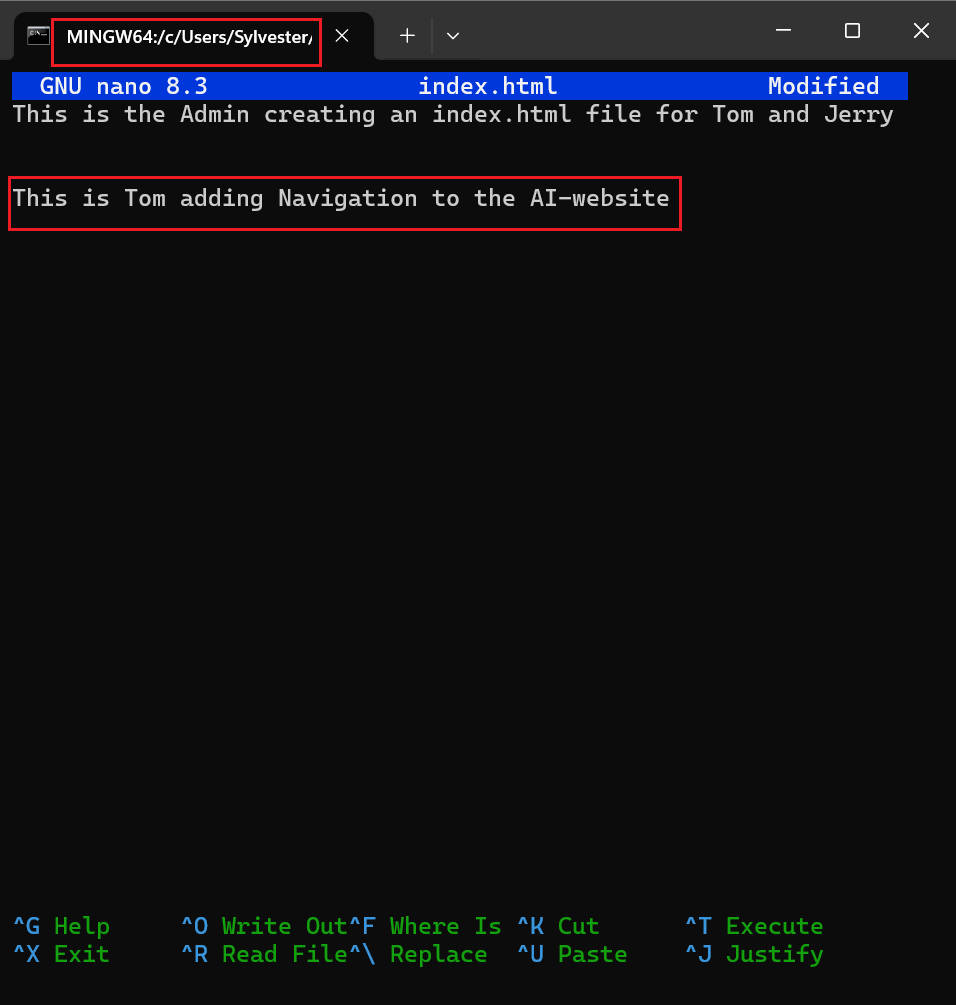 MINGW64:/c/Users/Sylvester/
GNU nano 8.3 index.html Modified
This is the Admin creating an index.html file for Tom and Jerry
This is Tom adding Navigation to the AI-website
^G Help ^O Write Out ^F Where Is ^K Cut ^T Execute
^X Exit ^R Read File ^\ Replace ^U Paste ^J Justify